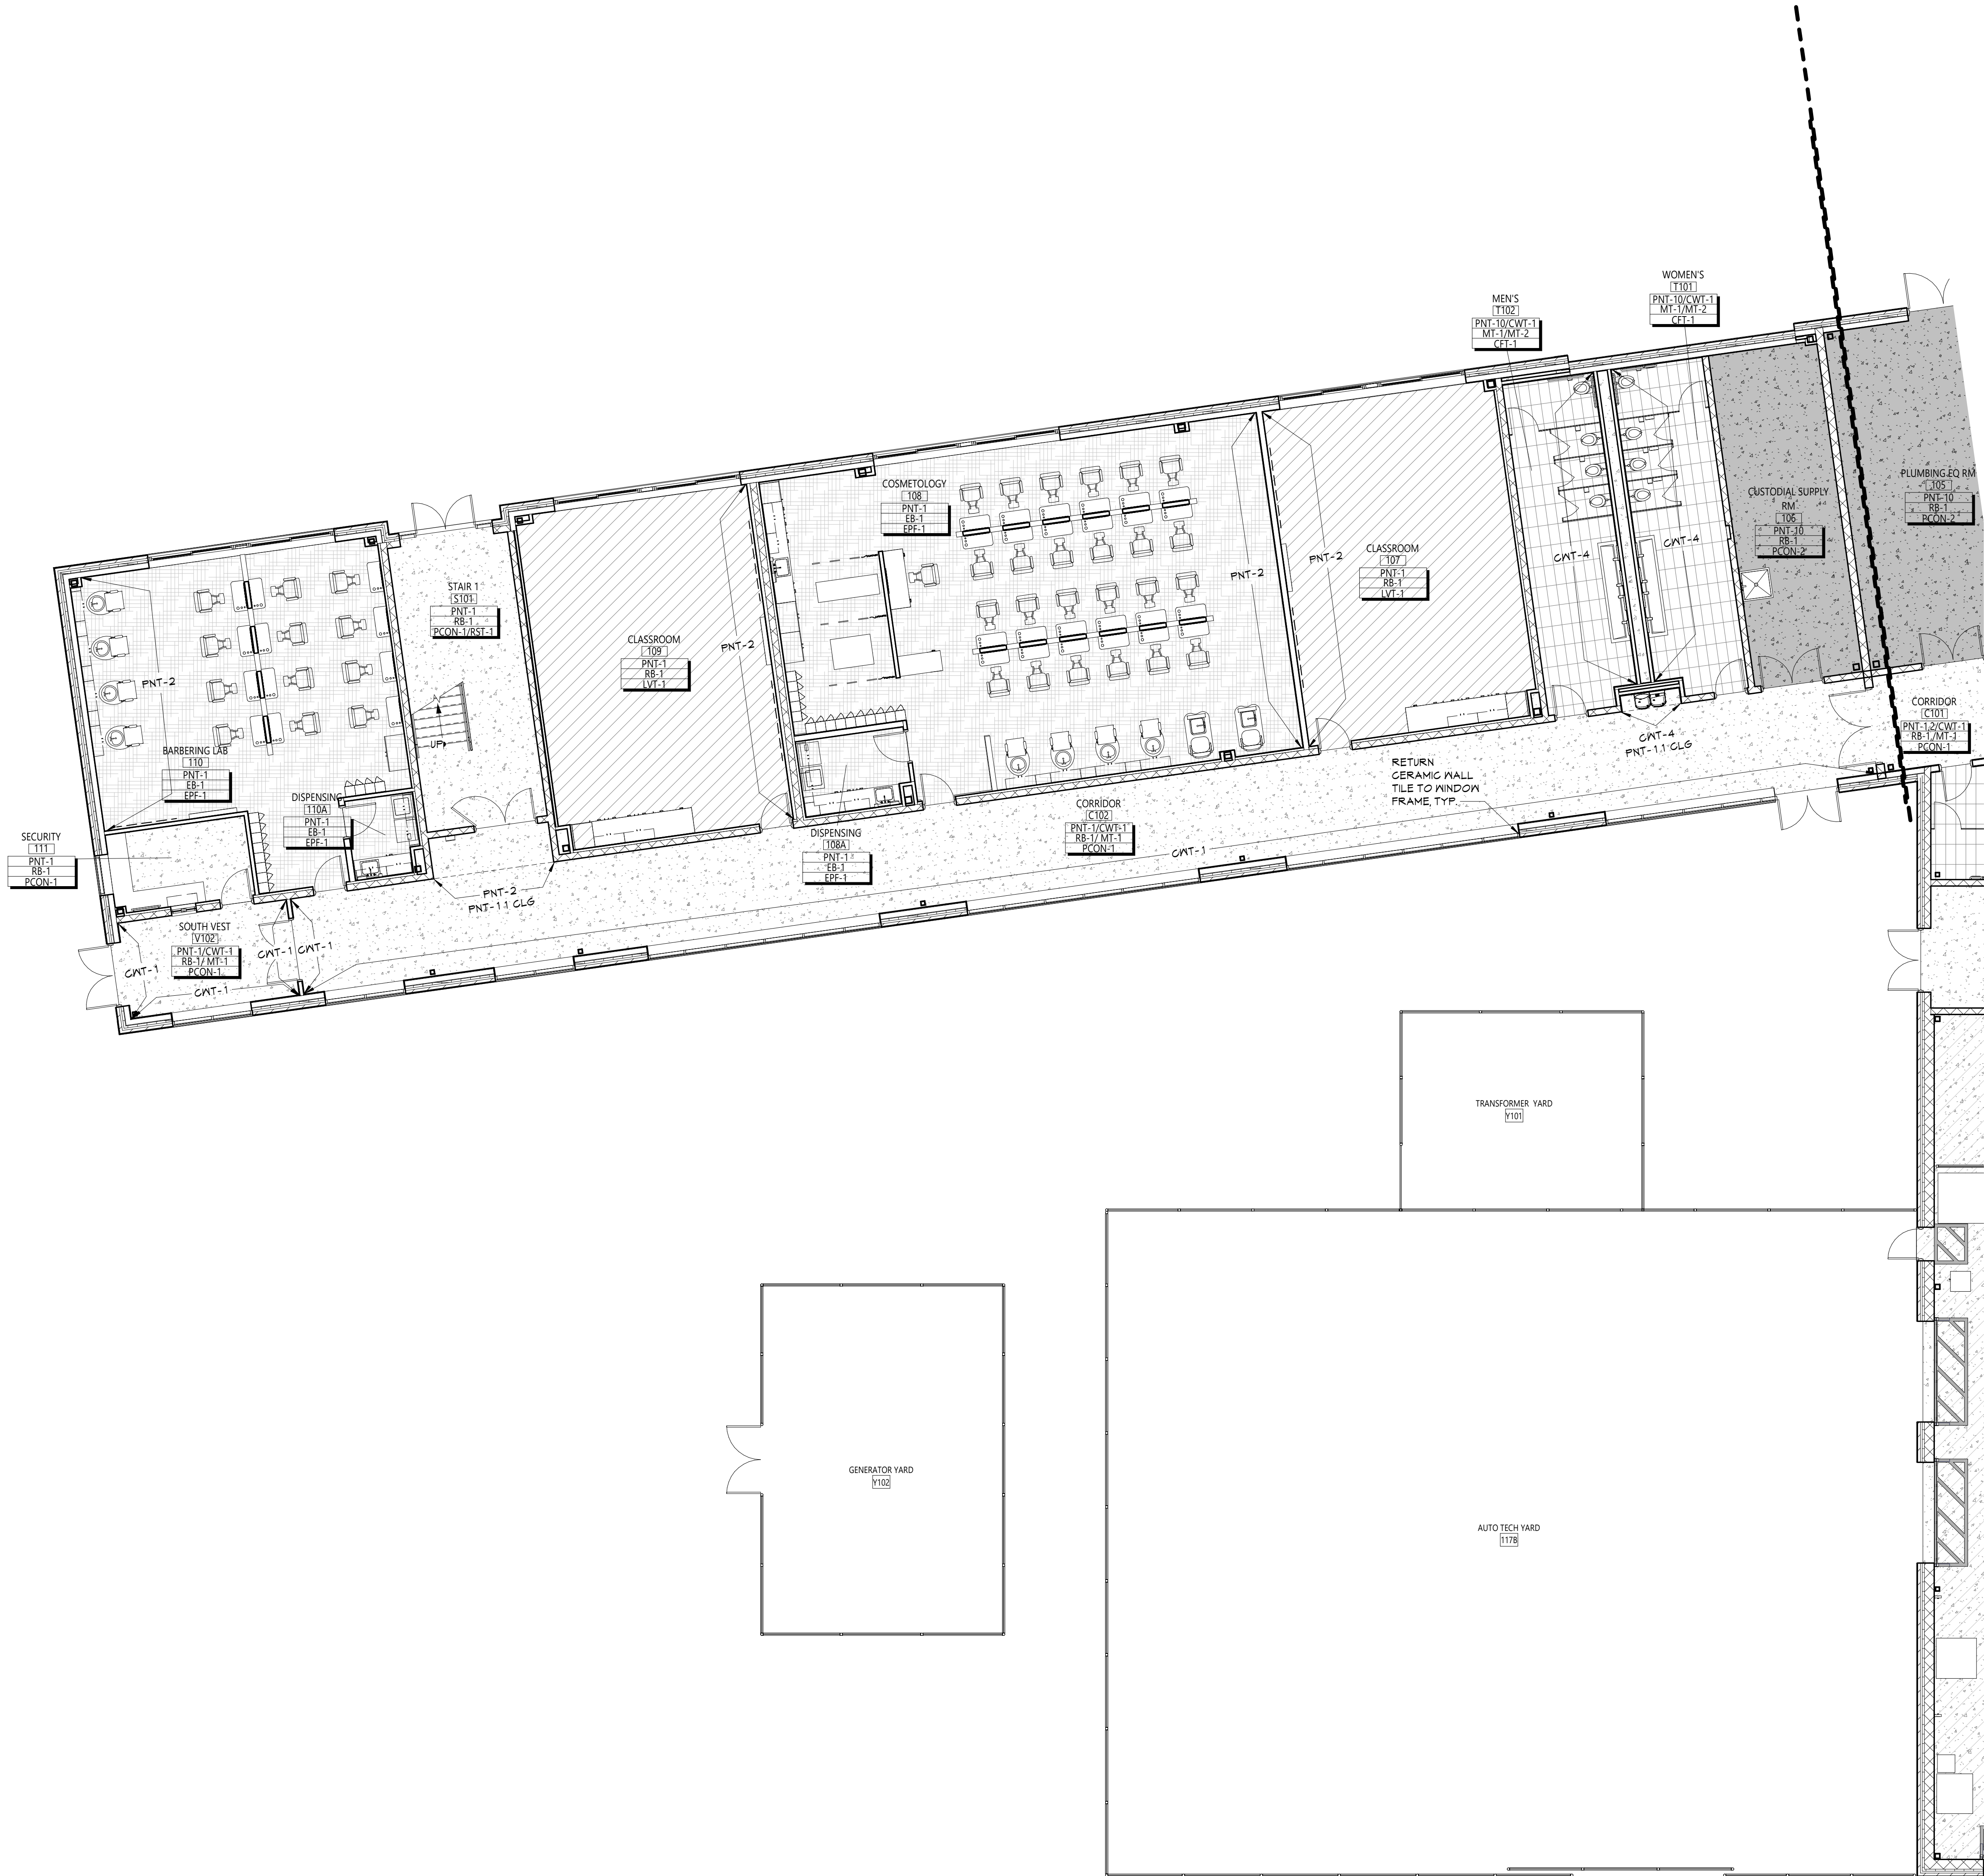 WOMEN'S
T101
PNT-10/CWT-1
MT-1/MT-2
CFT-1
MEN'S
T102
PNT-10/CWT-1
MT-1/MT-2
CFT-1
PLUMBING EQ RM
105
PNT-10
RB-1
PCON-2
CUSTODIAL SUPPLY
RM
106
PNT-10
RB-1
PCON-2
COSMETOLOGY
108
PNT-1
EB-1
EPF-1
CLASSROOM
107
PNT-1
RB-1
LVT-1
CWT-4
CWT-4
PNT-2
PNT-2
STAIR 1
S101
PNT-1
RB-1
PCON-1/RST-1
CLASSROOM
109
PNT-1
RB-1
LVT-1
PNT-2
PNT-2
UP
CORRIDOR
C101
PNT-1,2/CWT-1
RB-1/MT-1
PCON-1
CWT-4
PNT-11 CLG
BARBERING LAB
110
PNT-1
EB-1
EPF-1
RETURN
CERAMIC WALL
TILE TO WINDOW
FRAME, TYP.
DISPENSING
110A
PNT-1
EB-1
EPF-1
CORRIDOR
C102
PNT-1/CWT-1
RB-1/ MT-1
PCON-1
DISPENSING
108A
PNT-1
EB-1
EPF-1
CWT-1
SECURITY
111
PNT-1
RB-1
PCON-1
PNT-2
PNT-11 CLG
SOUTH VEST
V102
PNT-1/CWT-1
RB-1/ MT-1
PCON-1
CWT-1
CWT-1
CWT-1
CWT-1
TRANSFORMER YARD
Y101
GENERATOR YARD
Y102
AUTO TECH YARD
117B